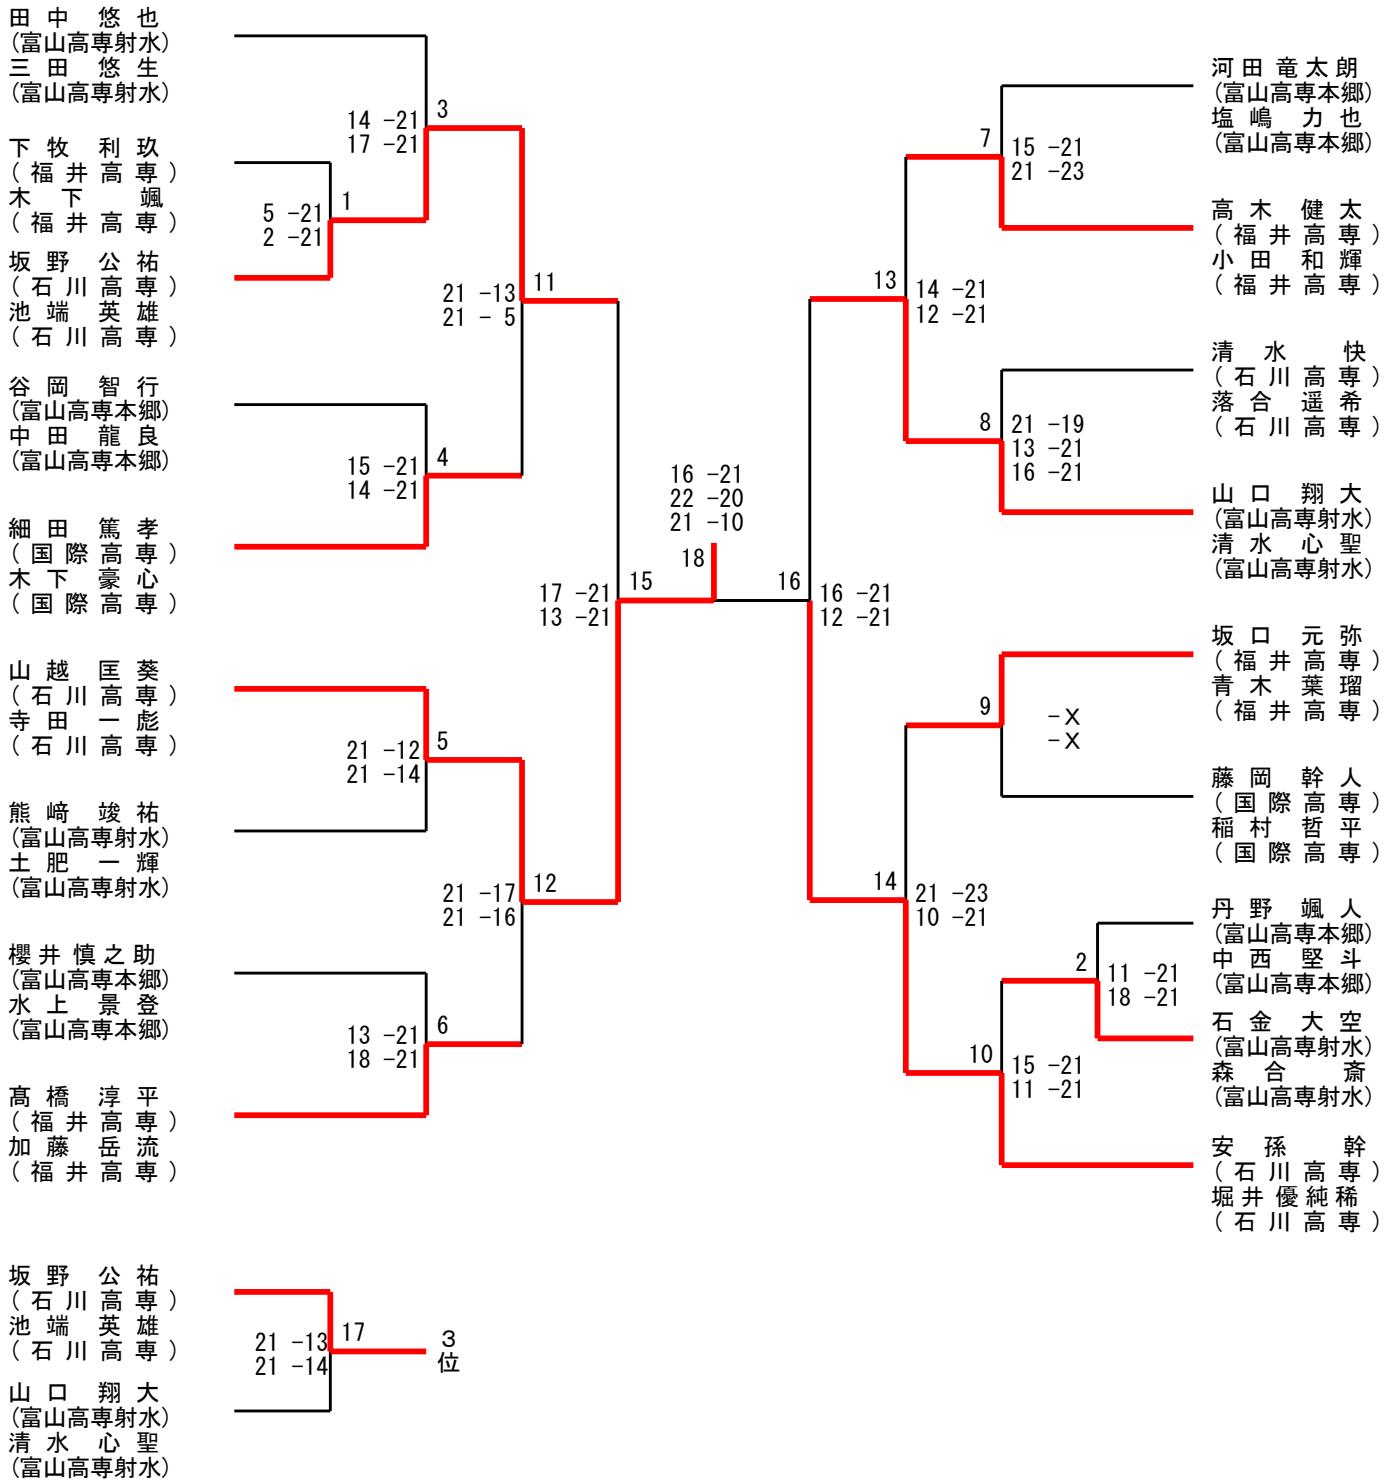 田中 悠也
(富山高専射水)
三田 悠生
(富山高専射水)
14 -21
17 -21
3
下牧 利玖
(福井高専)
木下 颯
(福井高専)
5 -21
2 -21
1
坂野 公祐
(石川高専)
池端 英雄
(石川高専)
21 -13
21 - 5
11
谷岡 智行
(富山高専本郷)
中田 龍良
(富山高専本郷)
15 -21
14 -21
4
細田 篤孝
(国際高専)
木下 豪心
(国際高専)
17 -21
13 -21
15
山越 匡葵
(石川高専)
寺田 一彪
(石川高専)
21 -12
21 -14
5
熊﨑 竣祐
(富山高専射水)
土肥 一輝
(富山高専射水)
21 -17
21 -16
12
櫻井慎之助
(富山高専本郷)
水上 景登
(富山高専本郷)
13 -21
18 -21
6
髙橋 淳平
(福井高専)
加藤 岳流
(福井高専)
16 -21
22 -20
21 -10
18
河田竜太朗
(富山高専本郷)
塩嶋 力也
(富山高専本郷)
7
15 -21
21 -23
高木 健太
(福井高専)
小田 和輝
(福井高専)
13
14 -21
12 -21
清水 快
(石川高専)
落合 遥希
(石川高専)
8
21 -19
13 -21
16 -21
山口 翔大
(富山高専射水)
清水 心聖
(富山高専射水)
16
16 -21
12 -21
坂口 元弥
(福井高専)
青木 葉瑠
(福井高専)
9
-X
-X
藤岡 幹人
(国際高専)
稲村 哲平
(国際高専)
14
21 -23
10 -21
丹野 颯人
(富山高専本郷)
中西 堅斗
(富山高専本郷)
2
11 -21
18 -21
石金 大空
(富山高専射水)
森合 斎
(富山高専射水)
10
15 -21
11 -21
安孫 幹
(石川高専)
堀井優純稀
(石川高専)
坂野 公祐
(石川高専)
池端 英雄
(石川高専)
21 -13
21 -14
17
3
位
山口 翔大
(富山高専射水)
清水 心聖
(富山高専射水)